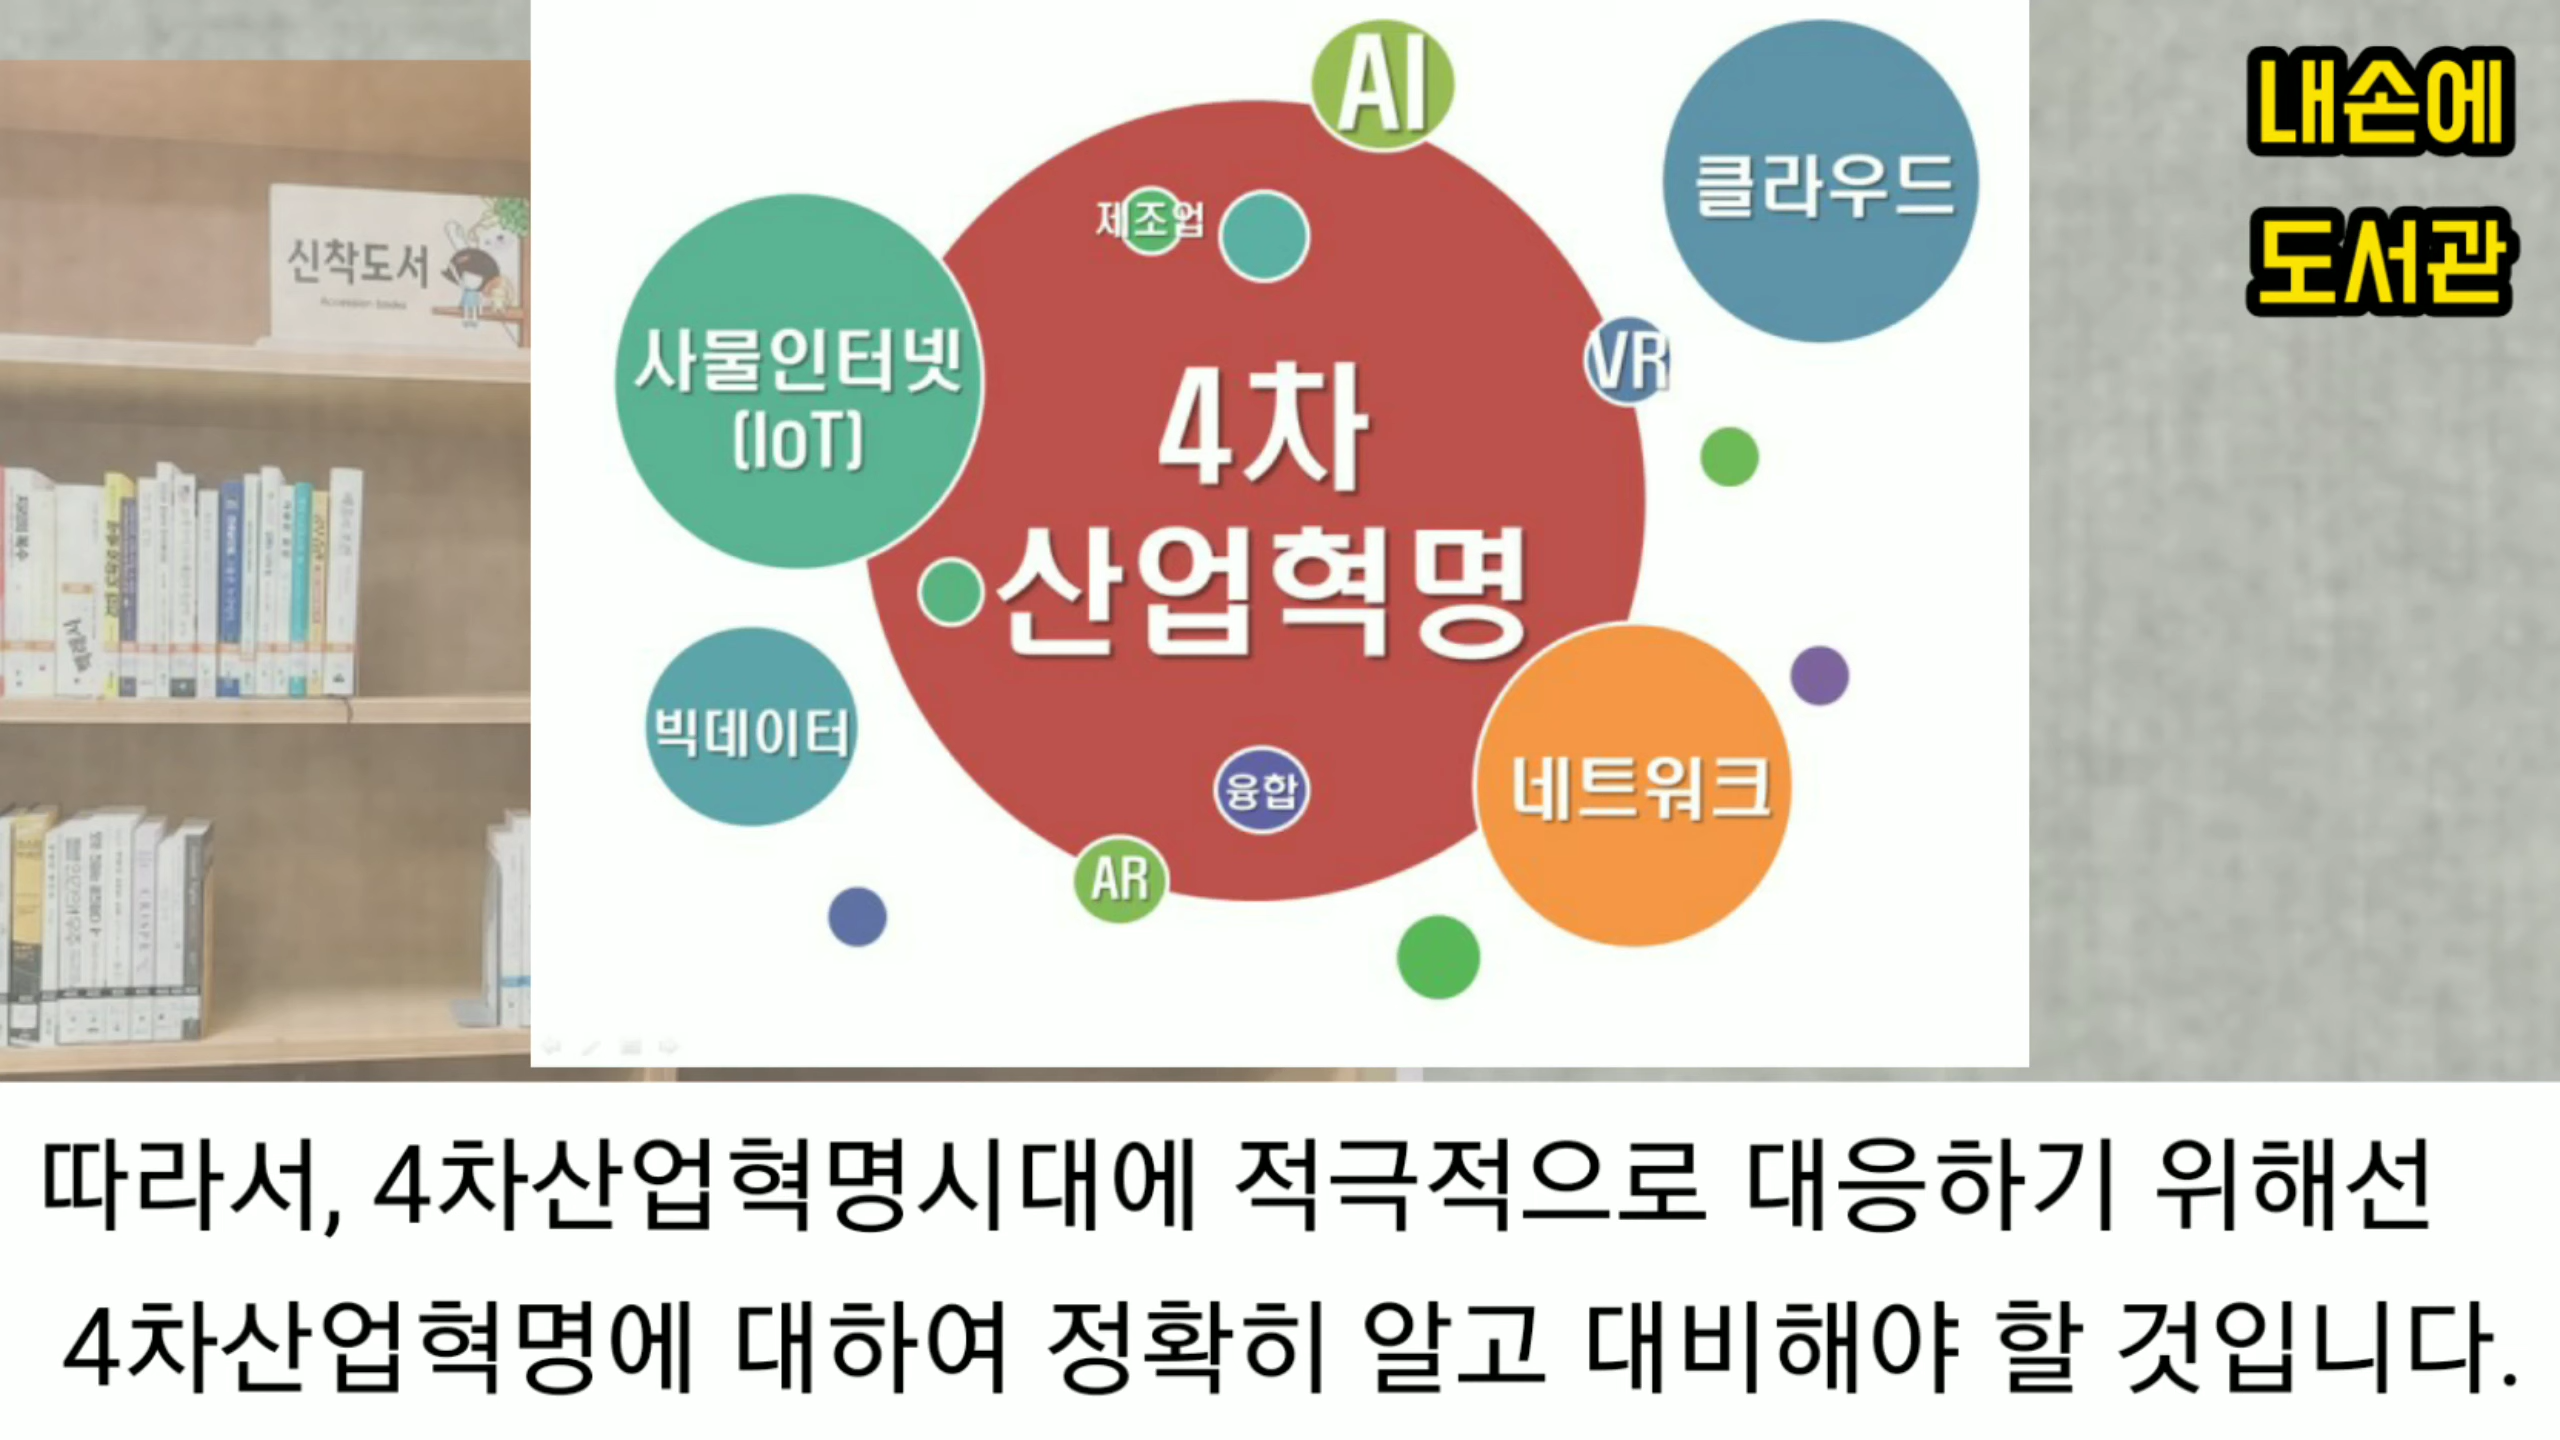 내손에
도서관
신착도서
Accession books
AI
클라우드
제조업
사물인터넷
(IoT)
VR
4차
산업혁명
빅데이터
융합
네트워크
AR
따라서, 4차산업혁명시대에 적극적으로 대응하기 위해선
4차산업혁명에 대하여 정확히 알고 대비해야 할 것입니다.